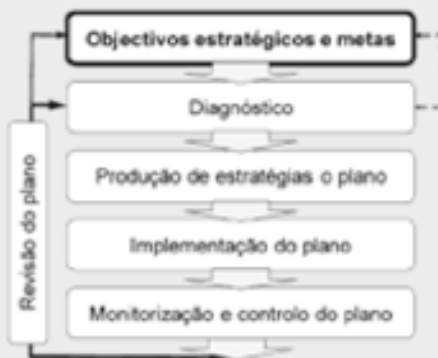 Objectivos estratégicos e metas
Diagnóstico
Produção de estratégias o plano
Implementação do plano
Monitorização e controlo do plano
Revisão do plano